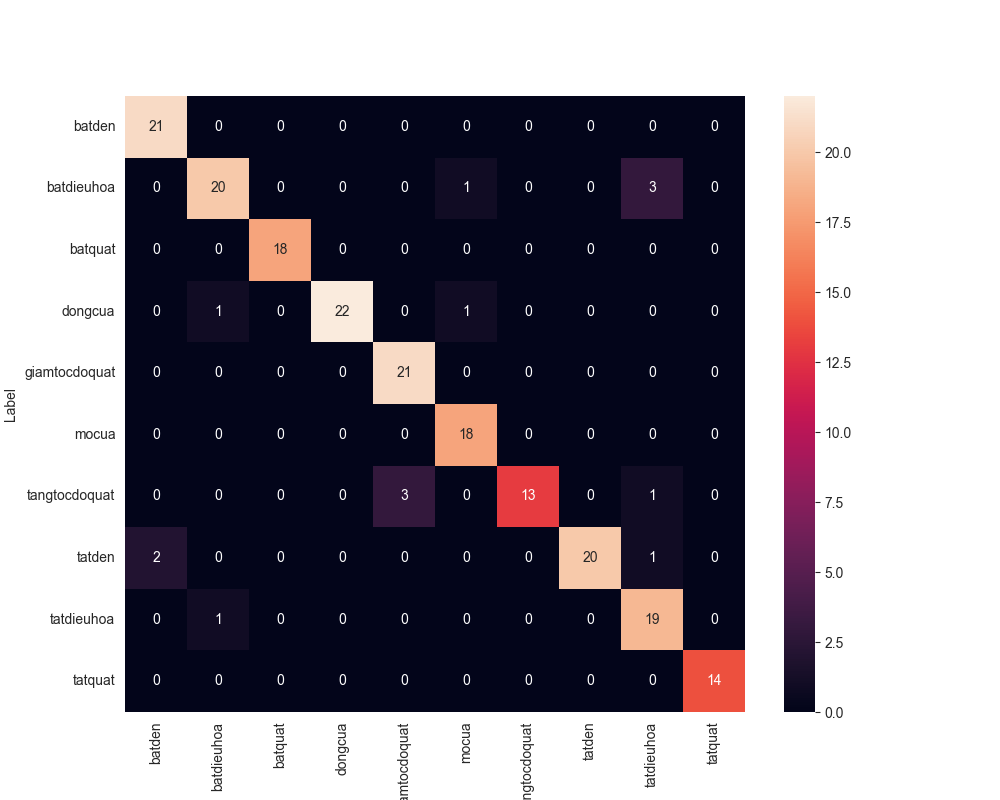 batden 21 0 0 0 0 0 0 0 0 0
batdieuhoa 0 20 0 0 0 1 0 0 3 0
batquat 0 0 18 0 0 0 0 0 0 0
dongcua 0 1 0 22 0 1 0 0 0 0
giamtocdoquat 0 0 0 0 21 0 0 0 0 0
Label
mocua 0 0 0 0 0 18 0 0 0 0
tangtocdoquat 0 0 0 0 3 0 13 0 1 0
tatden 2 0 0 0 0 0 0 20 1 0
tatdieuhoa 0 1 0 0 0 0 0 0 19 0
tatquat 0 0 0 0 0 0 0 0 0 14
batden
batdieuhoa
batquat
dongcua
amtocdoquat
mocua
ngtocdoquat
tatden
tatdieuhoa
tatquat
20.0
17.5
15.0
12.5
10.0
7.5
5.0
2.5
0.0